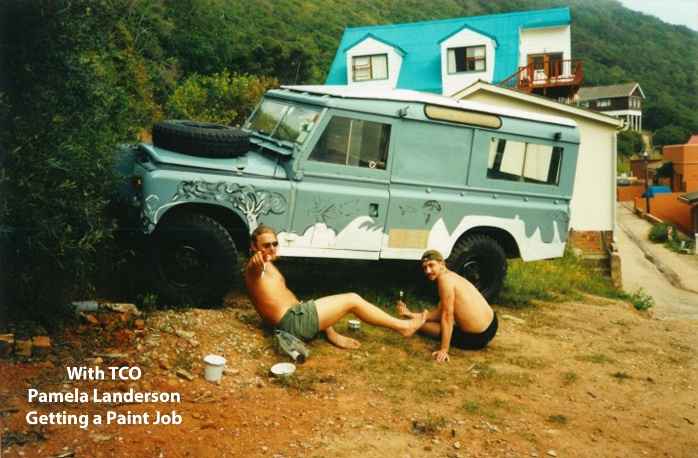 With TCO
Pamela Landerson
Getting a Paint Job